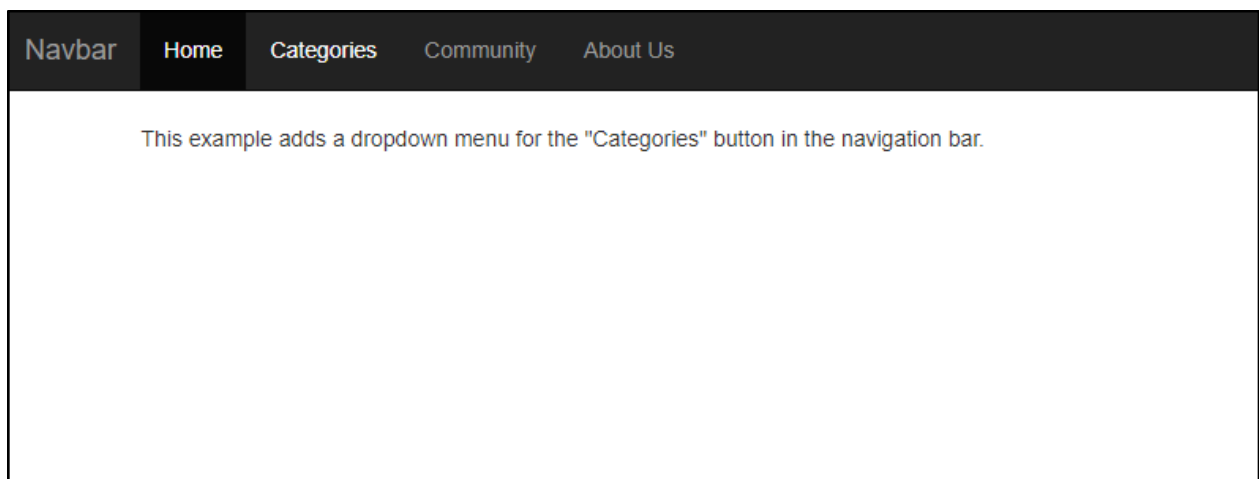 Navbar Home Categories Community About Us
This example adds a dropdown menu for the "Categories" button in the navigation bar.